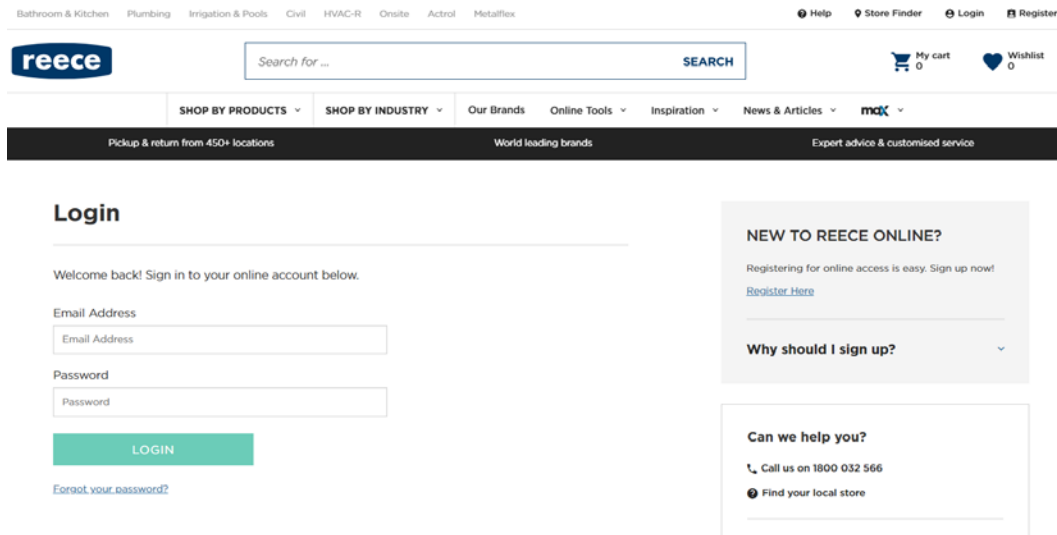 Bathroom & Kitchen Plumbing Irrigation & Pools Civil HVAC-R Onsite Actrol Metalflex Help Store Finder Login Register
reece
Search for ...
SEARCH
My cart
0
Wishlist
0
SHOP BY PRODUCTS SHOP BY INDUSTRY Our Brands Online Tools Inspiration News & Articles max
Pickup & return from 450+ locations World leading brands Expert advice & customised service
Login
Welcome back! Sign in to your online account below.
Email Address
Email Address
Password
Password
LOGIN
Forgot your password?
NEW TO REECE ONLINE?
Registering for online access is easy. Sign up now!
Register Here
Why should I sign up?
Can we help you?
Call us on 1800 032 566
Find your local store